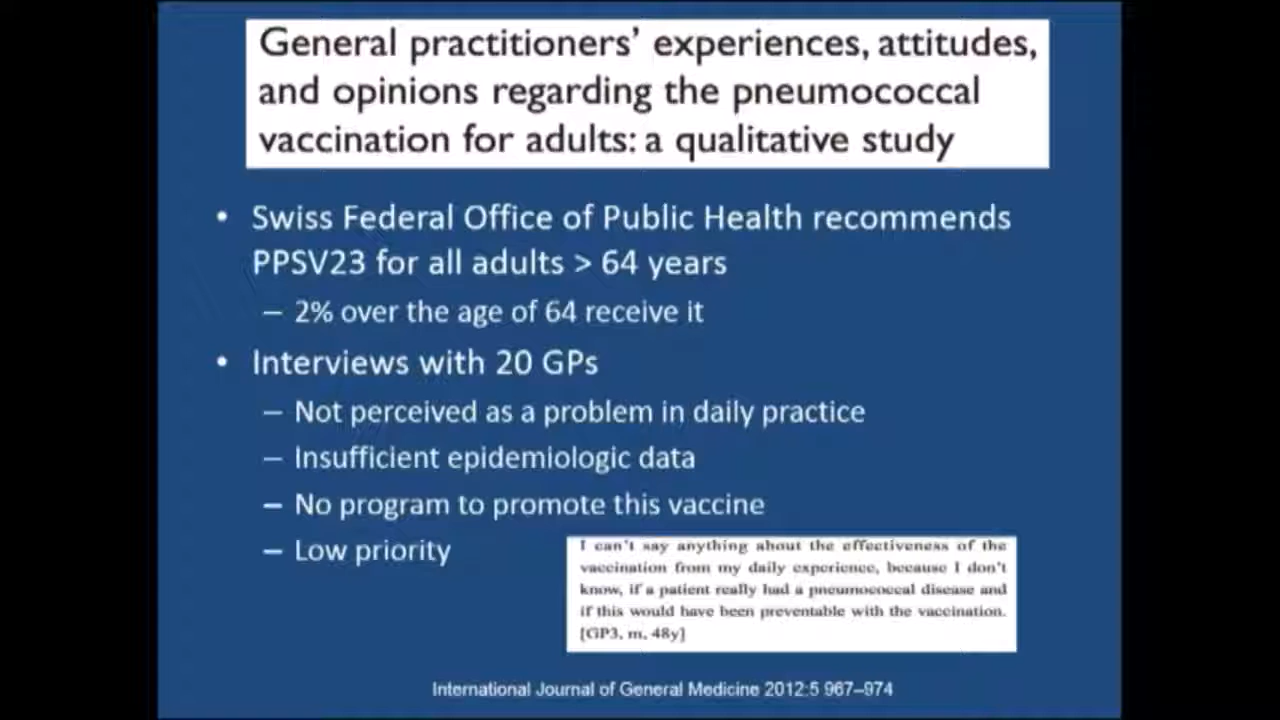 General practitioners' experiences, attitudes,
and opinions regarding the pneumococcal
vaccination for adults: a qualitative study
• Swiss Federal Office of Public Health recommends
PPSV23 for all adults > 64 years
– 2% over the age of 64 receive it
• Interviews with 20 GPs
– Not perceived as a problem in daily practice
– Insufficient epidemiologic data
– No program to promote this vaccine
– Low priority
I can't say anything about the effectiveness of the
vaccination from my daily experience, because I don't
know, if a patient really had a pneumococcal disease and
if this would have been preventable with the vaccination.
[GP3, m, 48y]
International Journal of General Medicine 2012:5 967–974